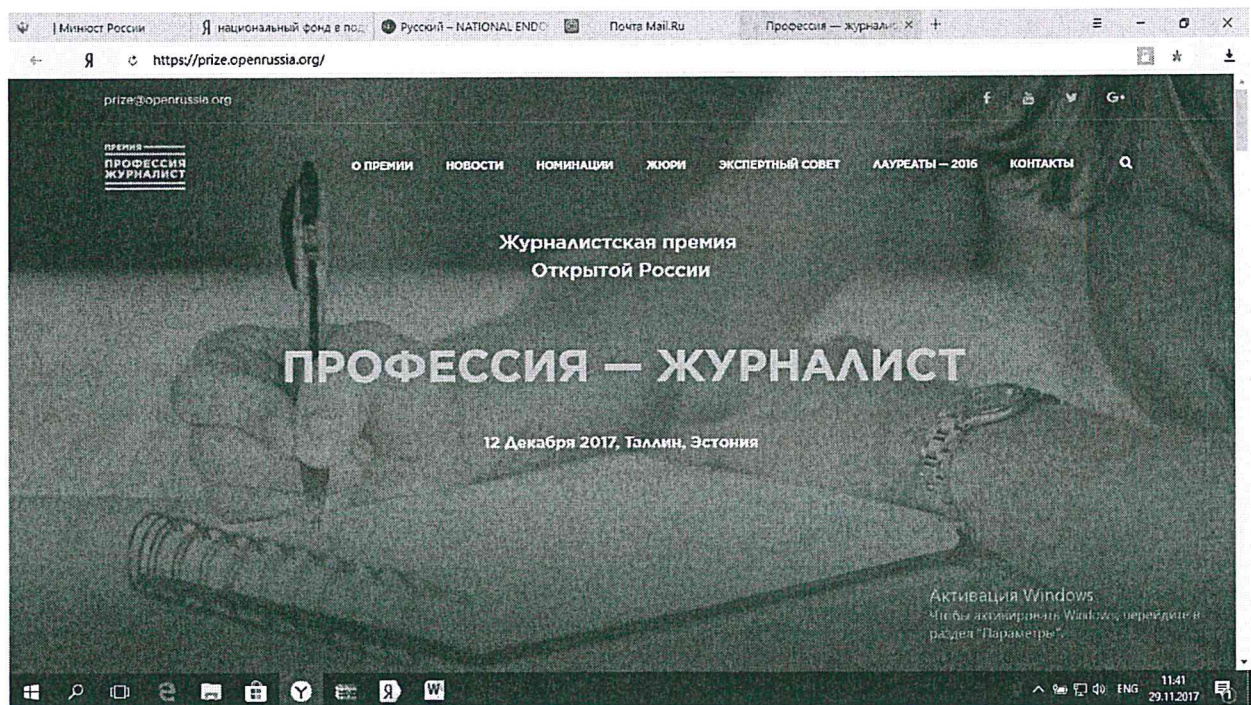 | Минюст России
Я национальный фонд в под
Русский – NATIONAL ENDO
Почта Mail.Ru
Профессия — журналис ×
Я https://prize.openrussia.org/
prize@openrussia.org
f You Tube G+
ПРЕМИЯ
ПРОФЕССИЯ
ЖУРНАЛИСТ
О ПРЕМИИ НОВОСТИ НОМИНАЦИИ ЖЮРИ ЭКСПЕРТНЫЙ СОВЕТ ЛАУРЕАТЫ — 2016 КОНТАКТЫ
Журналистская премия
Открытой России
ПРОФЕССИЯ — ЖУРНАЛИСТ
12 Декабря 2017, Таллин, Эстония
Активация Windows
Чтобы активировать Windows, перейдите в
раздел "Параметры".
ENG
11:41
29.11.2017